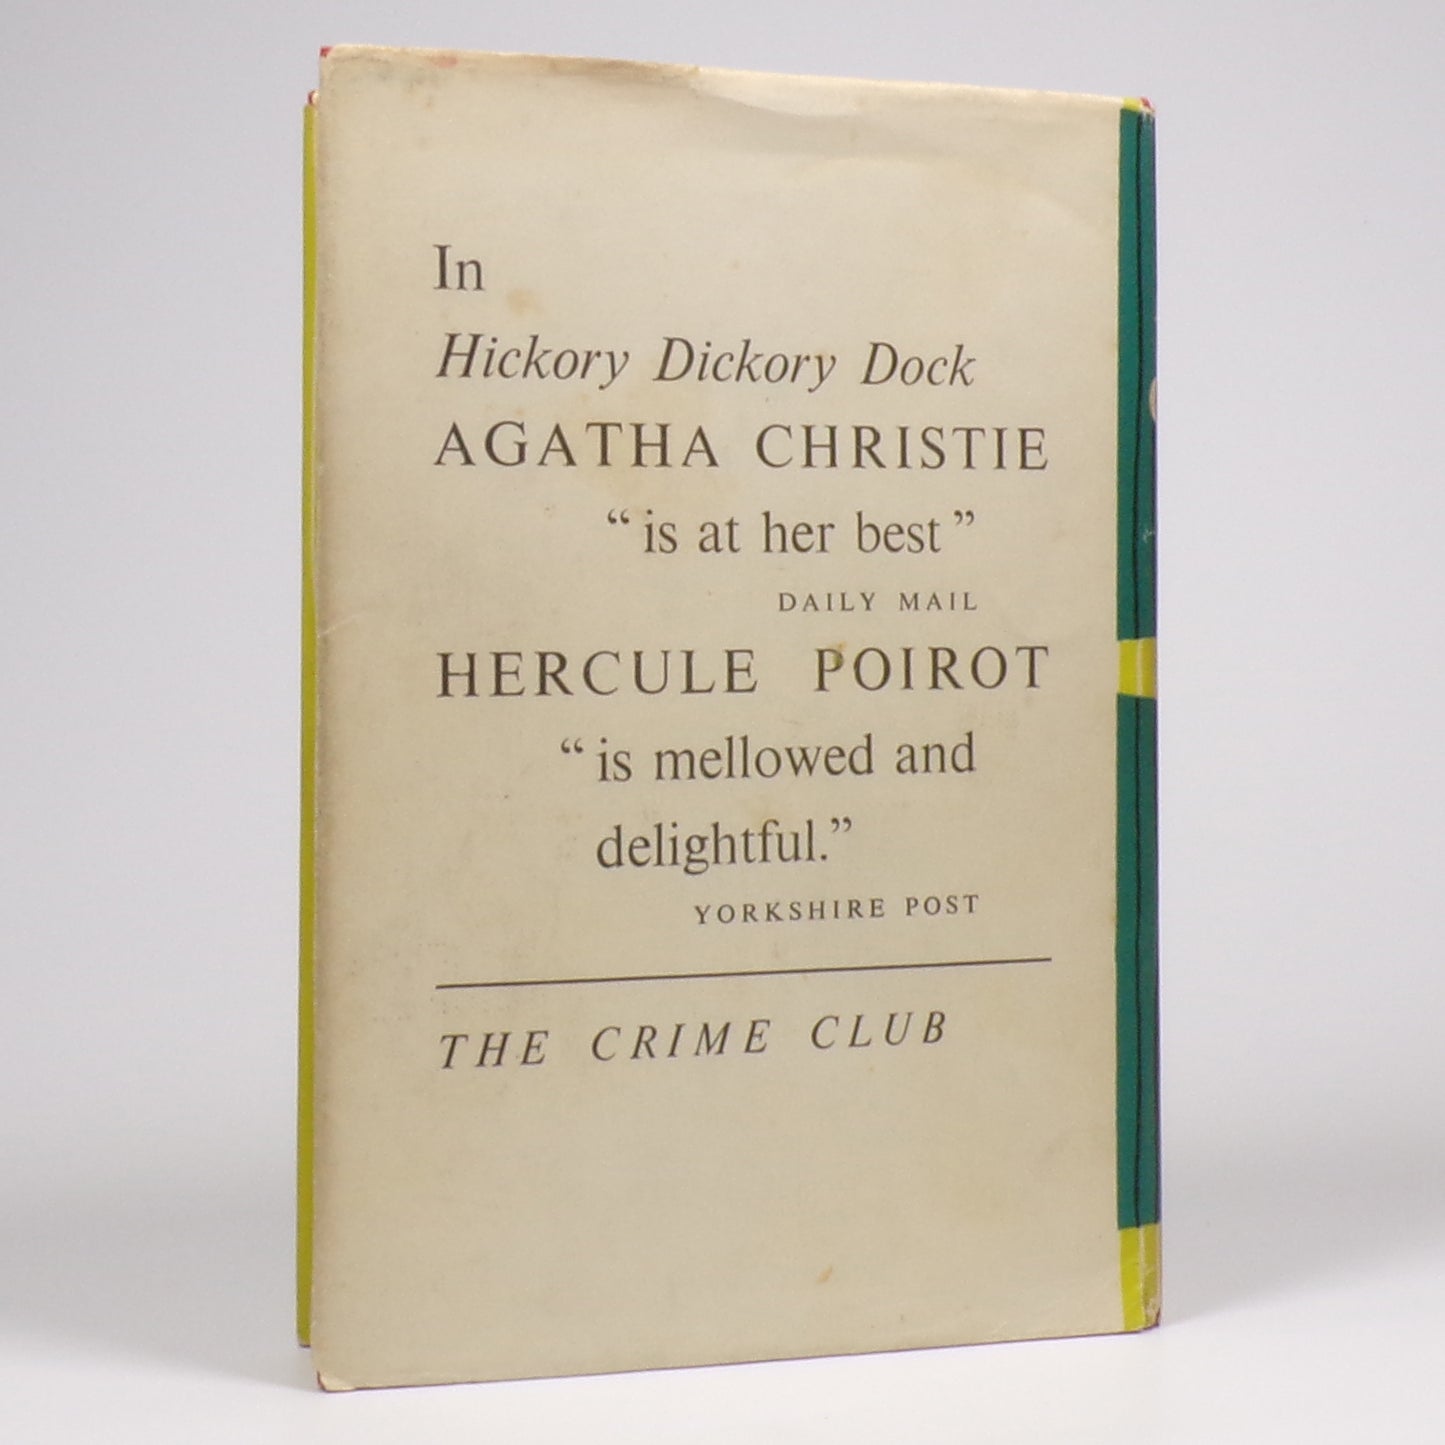 In
Hickory Dickory Dock
AGATHA CHRISTIE
“ is at her best ”
DAILY MAIL
HERCULE POIROT
“ is mellowed and
delightful.”
YORKSHIRE POST
THE CRIME CLUB